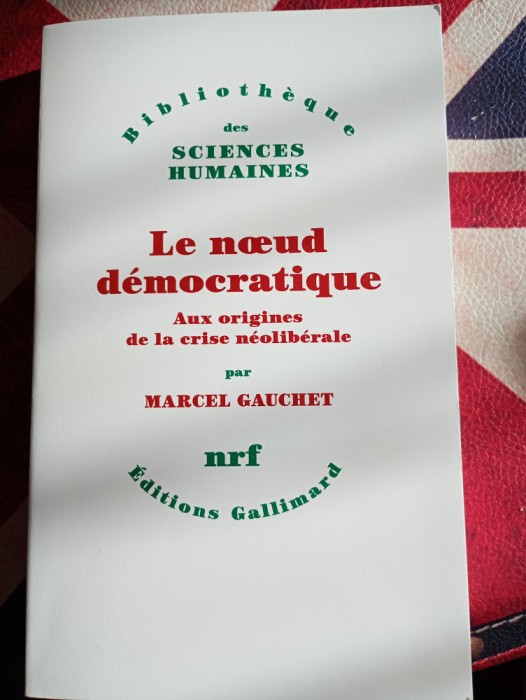 Bibliothèque
des
SCIENCES
HUMAINES
Le nœud
démocratique
Aux origines
de la crise néolibérale
par
MARCEL GAUCHET
nrf
Éditions Gallimard